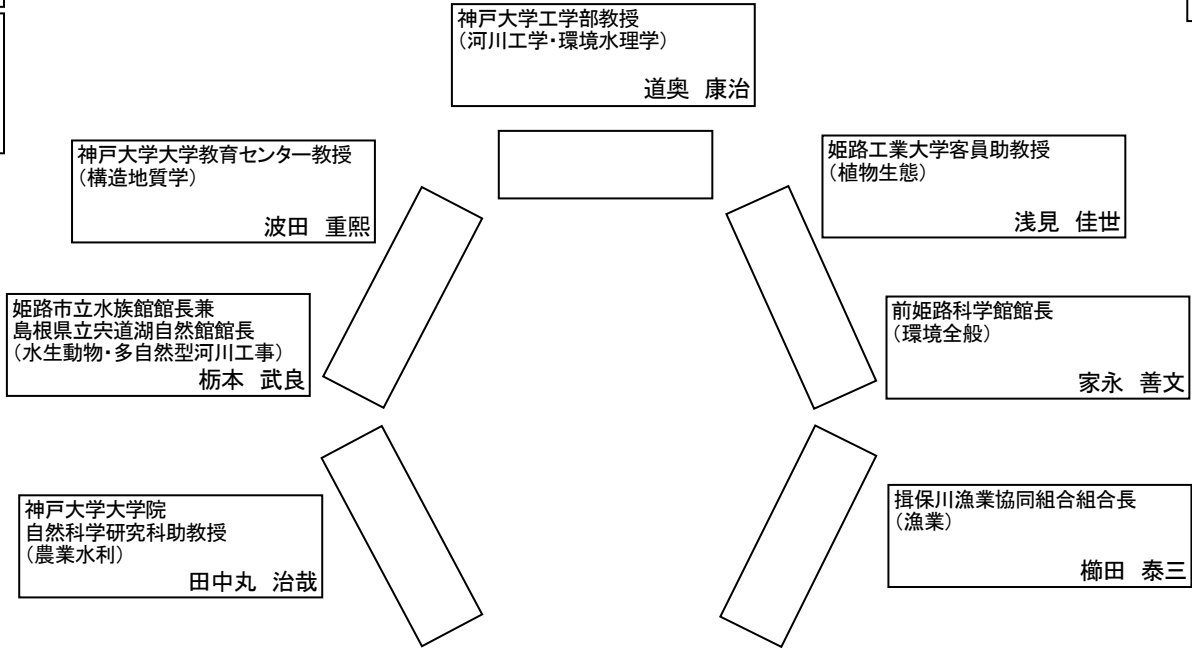 神戸大学工学部教授
（河川工学・環境水理学）
道奥　康治
神戸大学大学教育センター教授
（構造地質学）
波田　重熙
姫路工業大学客員助教授
（植物生態）
浅見　佳世
姫路市立水族館館長兼
島根県立宍道湖自然館館長
（水生動物・多自然型河川工事）
栃本　武良
前姫路科学館館長
（環境全般）
家永　善文
神戸大学大学院
自然科学研究科助教授
（農業水利）
田中丸　治哉
揖保川漁業協同組合組合長
（漁業）
櫛田　泰三